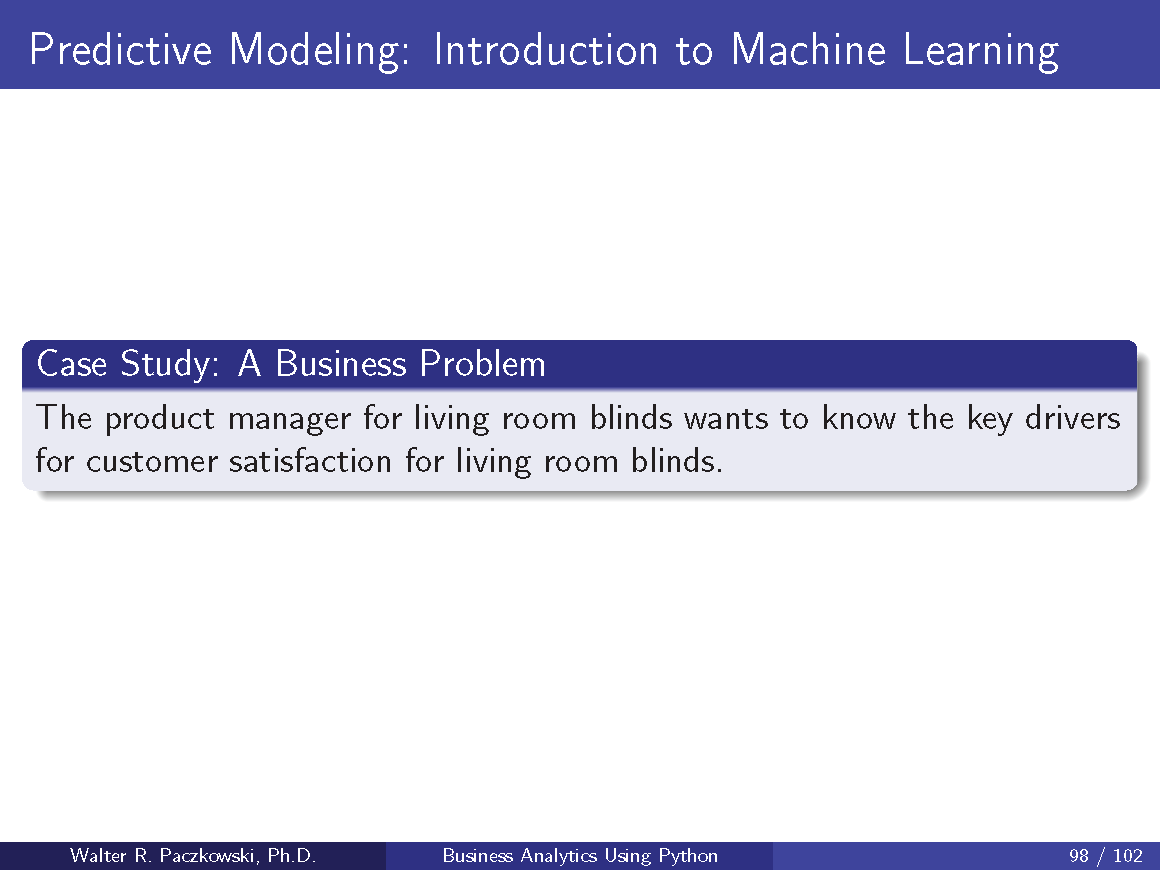 Predictive Modeling: Introduction to Machine Learning
Case Study: A Business Problem
The product manager for living room blinds wants to know the key drivers
for customer satisfaction for living room blinds.
Walter R. Paczkowski, Ph.D.
Business Analytics Using Python
98 / 102